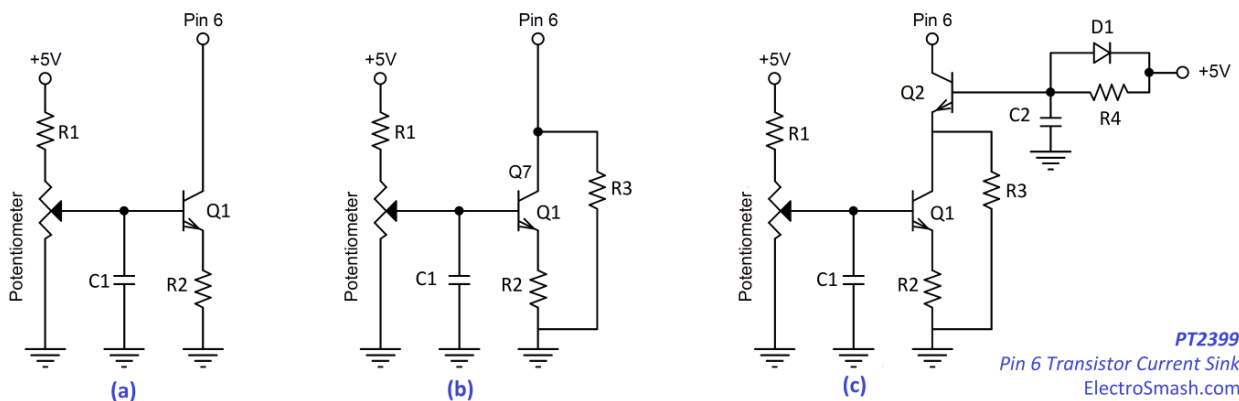 Pin 6
+5V
R1
Potentiometer
Q1
C1
R2
(a)
Pin 6
+5V
R1
Potentiometer
Q7
Q1
R3
C1
R2
(b)
Pin 6
D1
+5V
+5V
Q2
C2
R4
R1
Potentiometer
R3
Q1
C1
R2
(c)
PT2399
Pin 6 Transistor Current Sink
ElectroSmash.com